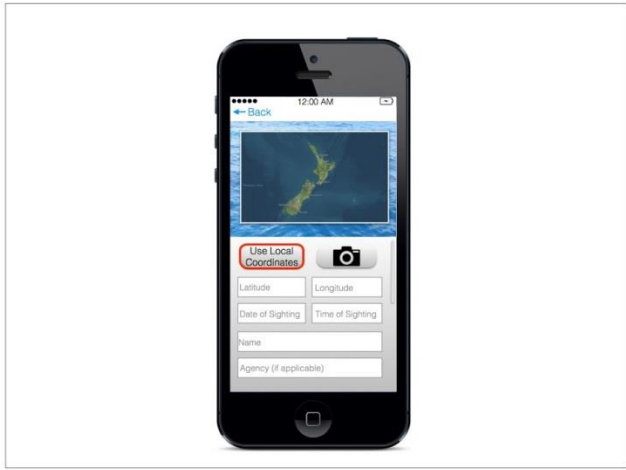 12:00 AM
Back
Use Local
Coordinates
Latitude
Longitude
Date of Sighting
Time of Sighting
Name
Agency (if applicable)